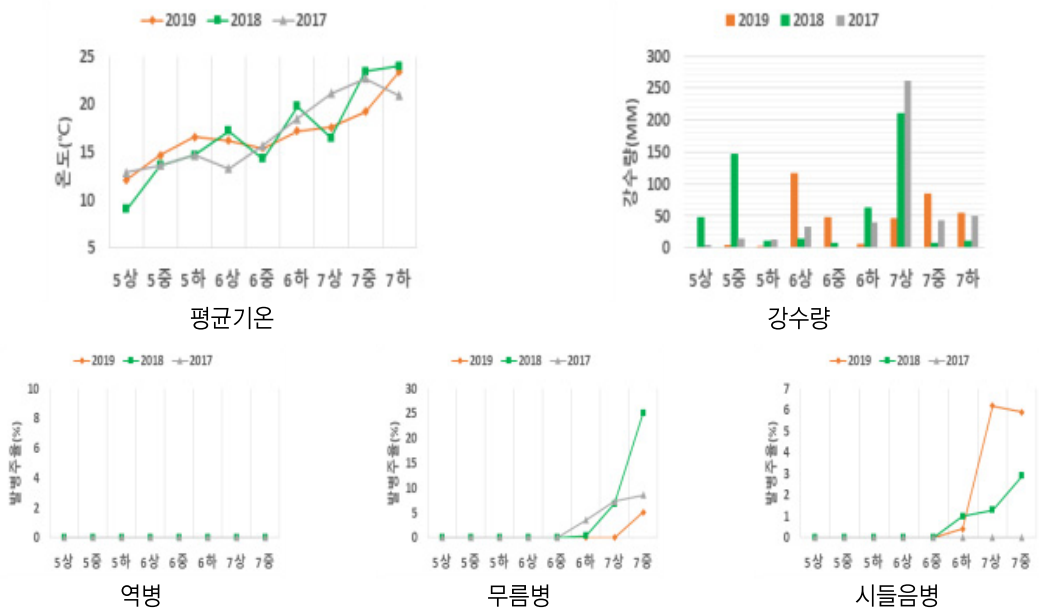 2019 2018 2017
온도(℃)
25
20
15
10
5
5상 5중 5하 6상 6중 6하 7상 7중 7하
평균기온
2019 2018 2017
강수량(MM)
300
250
200
150
100
50
0
5상 5중 5하 6상 6중 6하 7상 7중 7하
강수량
2019 2018 2017
발병주율(%)
10
8
6
4
2
0
5상 5중 5하 6상 6중 6하 7상 7중
역병
2019 2018 2017
발병주율(%)
30
25
20
15
10
5
0
5상 5중 5하 6상 6중 6하 7상 7중
무름병
2019 2018 2017
발병주율(%)
7
6
5
4
3
2
1
0
5상 5중 5하 6상 6중 6하 7상 7중
시들음병